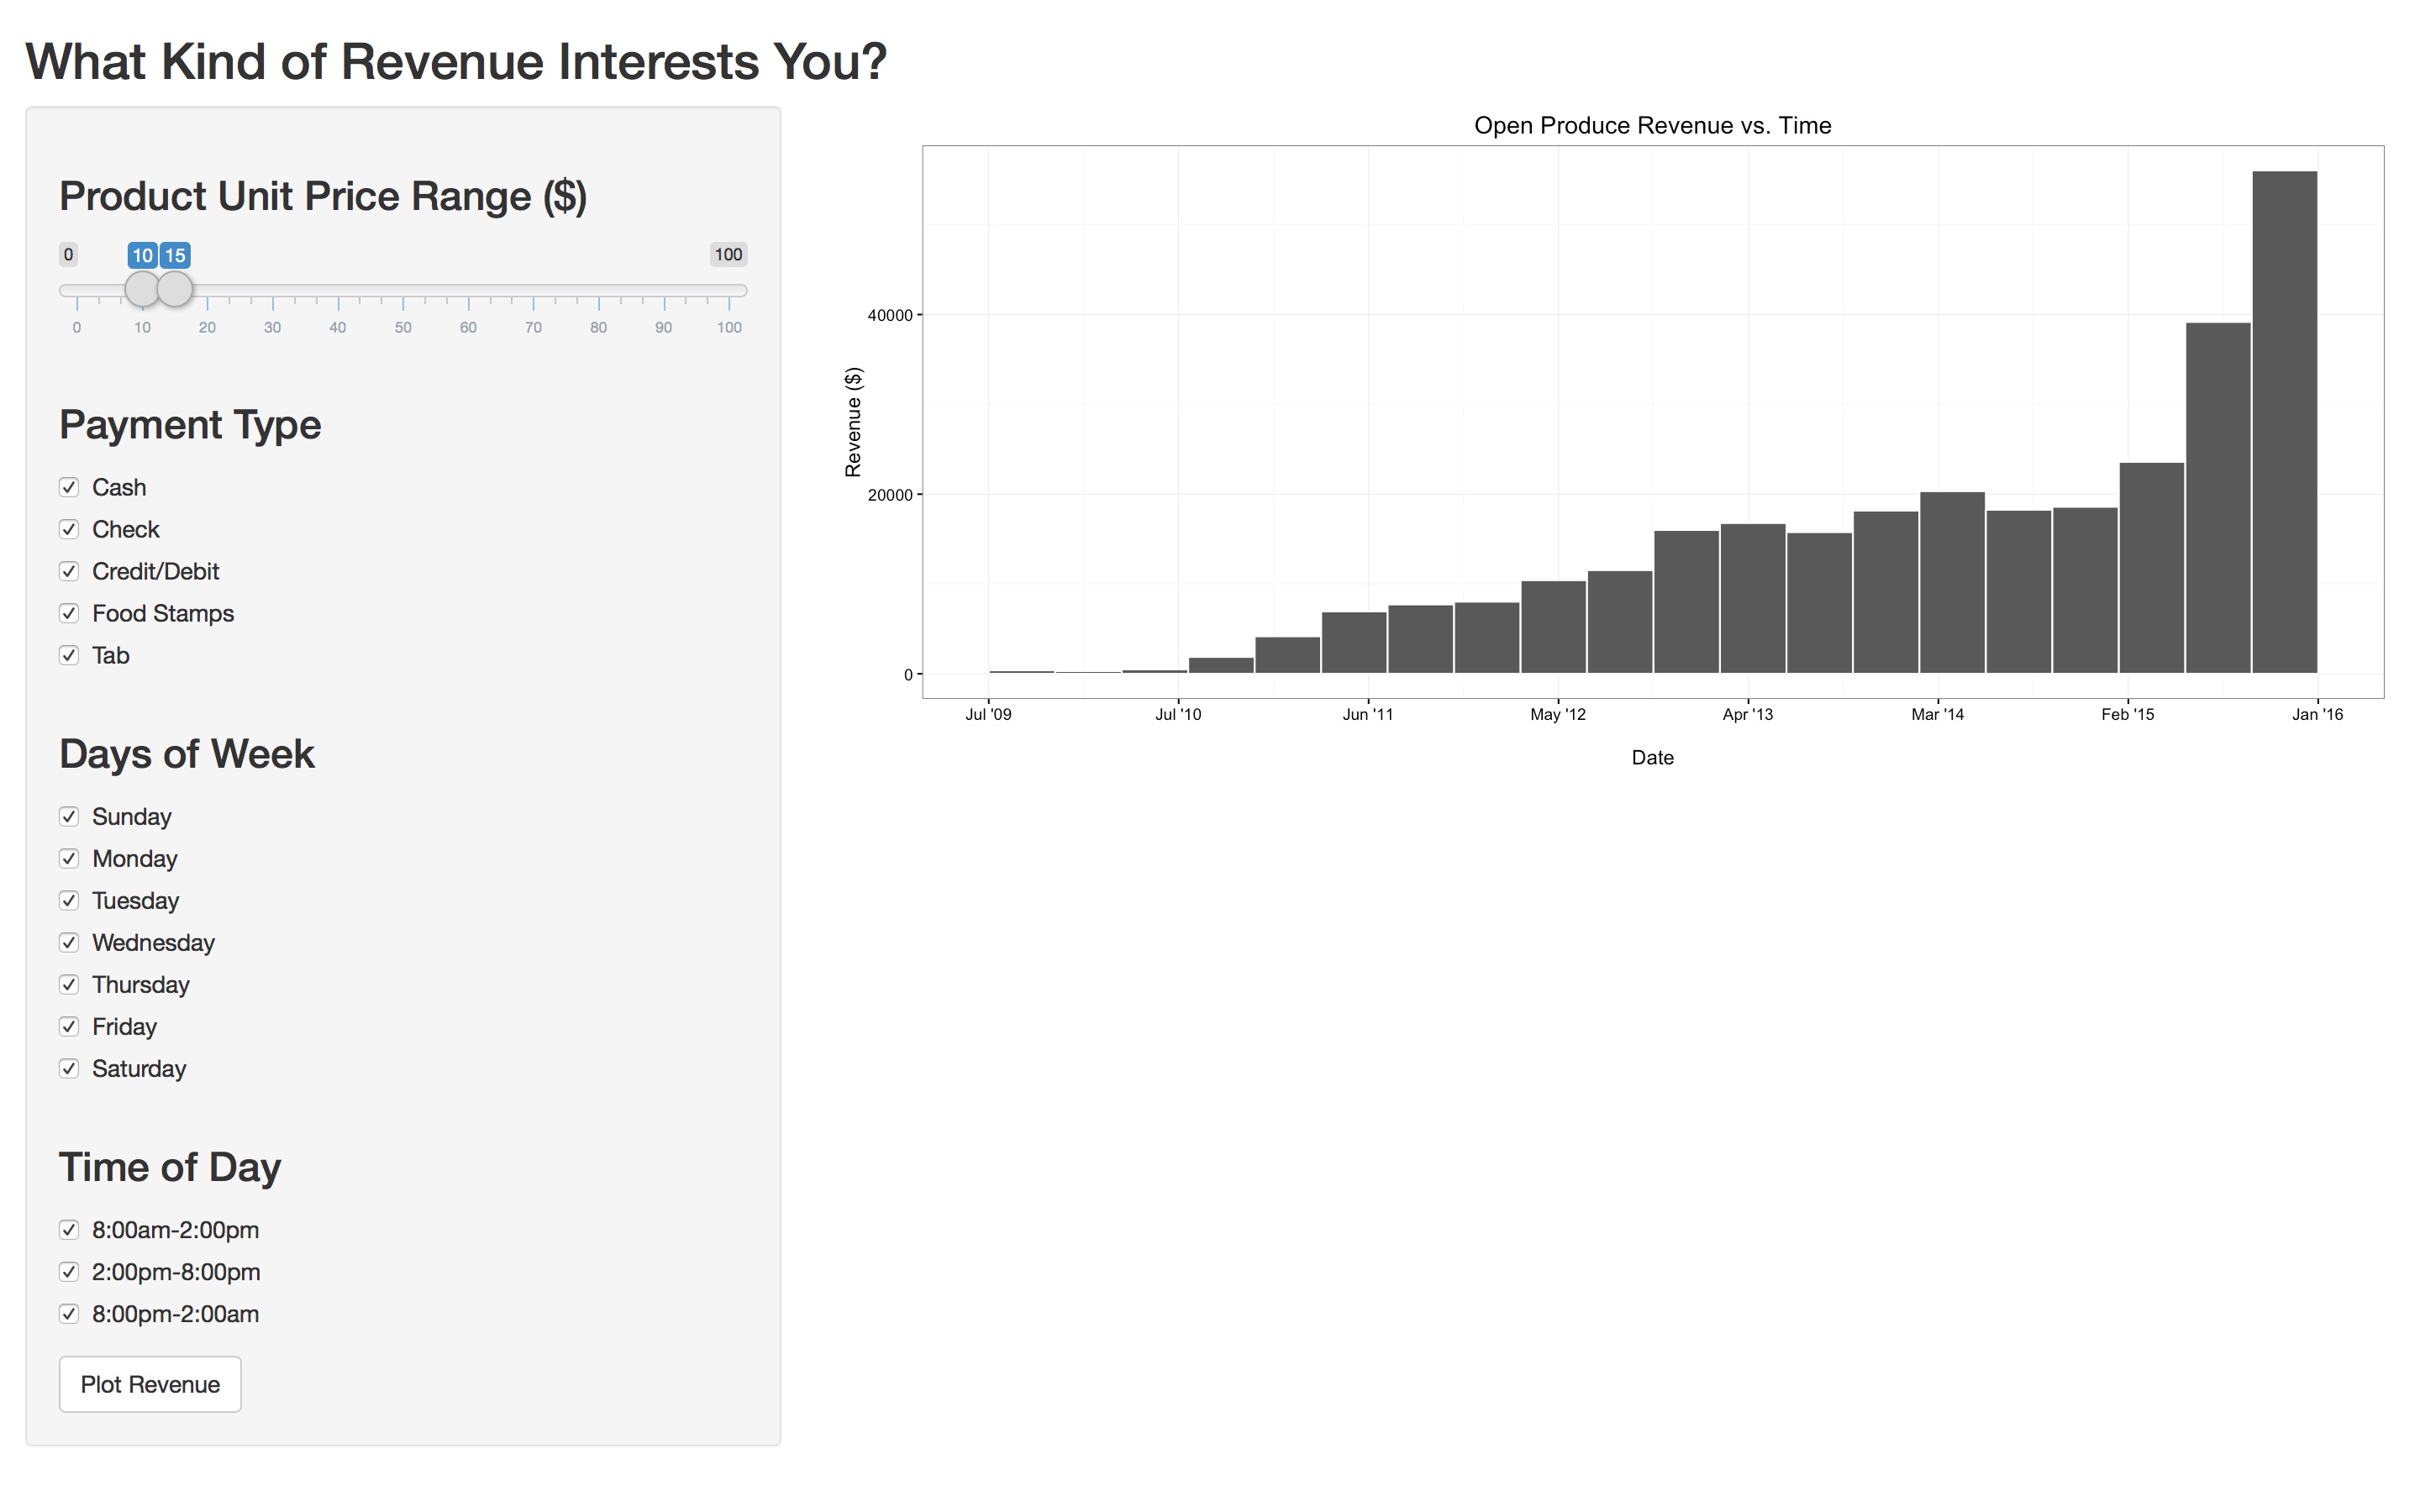 What Kind of Revenue Interests You?
Product Unit Price Range ($)
0 10 15 100
0 10 20 30 40 50 60 70 80 90 100
Payment Type
Cash
Check
Credit/Debit
Food Stamps
Tab
Days of Week
Sunday
Monday
Tuesday
Wednesday
Thursday
Friday
Saturday
Time of Day
8:00am-2:00pm
2:00pm-8:00pm
8:00pm-2:00am
Plot Revenue
Open Produce Revenue vs. Time
Revenue ($)
40000
20000
0
Jul '09 Jul '10 Jun '11 May '12 Apr '13 Mar '14 Feb '15 Jan '16
Date